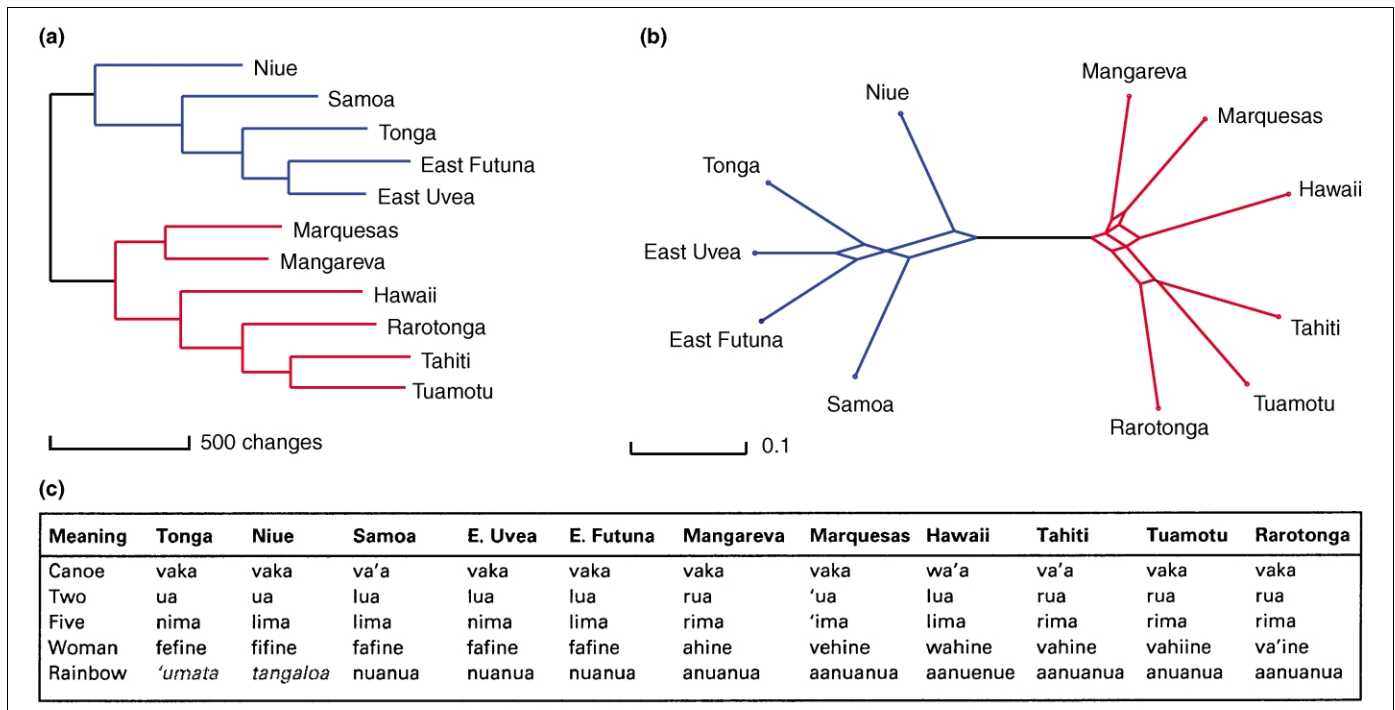 (a)
Niue
Samoa
Tonga
East Futuna
East Uvea
Marquesas
Mangareva
Hawaii
Rarotonga
Tahiti
Tuamotu
500 changes
(b)
Mangareva
Niue
Marquesas
Tonga
Hawaii
East Uvea
Tahiti
East Futuna
Samoa
Tuamotu
Rarotonga
0.1
(c)
Meaning Tonga Niue Samoa E. Uvea E. Futuna Mangareva Marquesas Hawaii Tahiti Tuamotu Rarotonga
Canoe vaka vaka va'a vaka vaka vaka vaka wa'a va'a vaka vaka
Two ua ua lua lua lua rua 'ua lua rua rua rua
Five nima lima lima nima lima rima 'ima lima rima rima rima
Woman fefine fifine fafine fafine fafine ahine vehine wahine vahine vahiine va'ine
Rainbow 'umata tangaloa nuanua nuanua nuanua anuanua aanuanua aanuenue aanuanua anuanua aanuanua